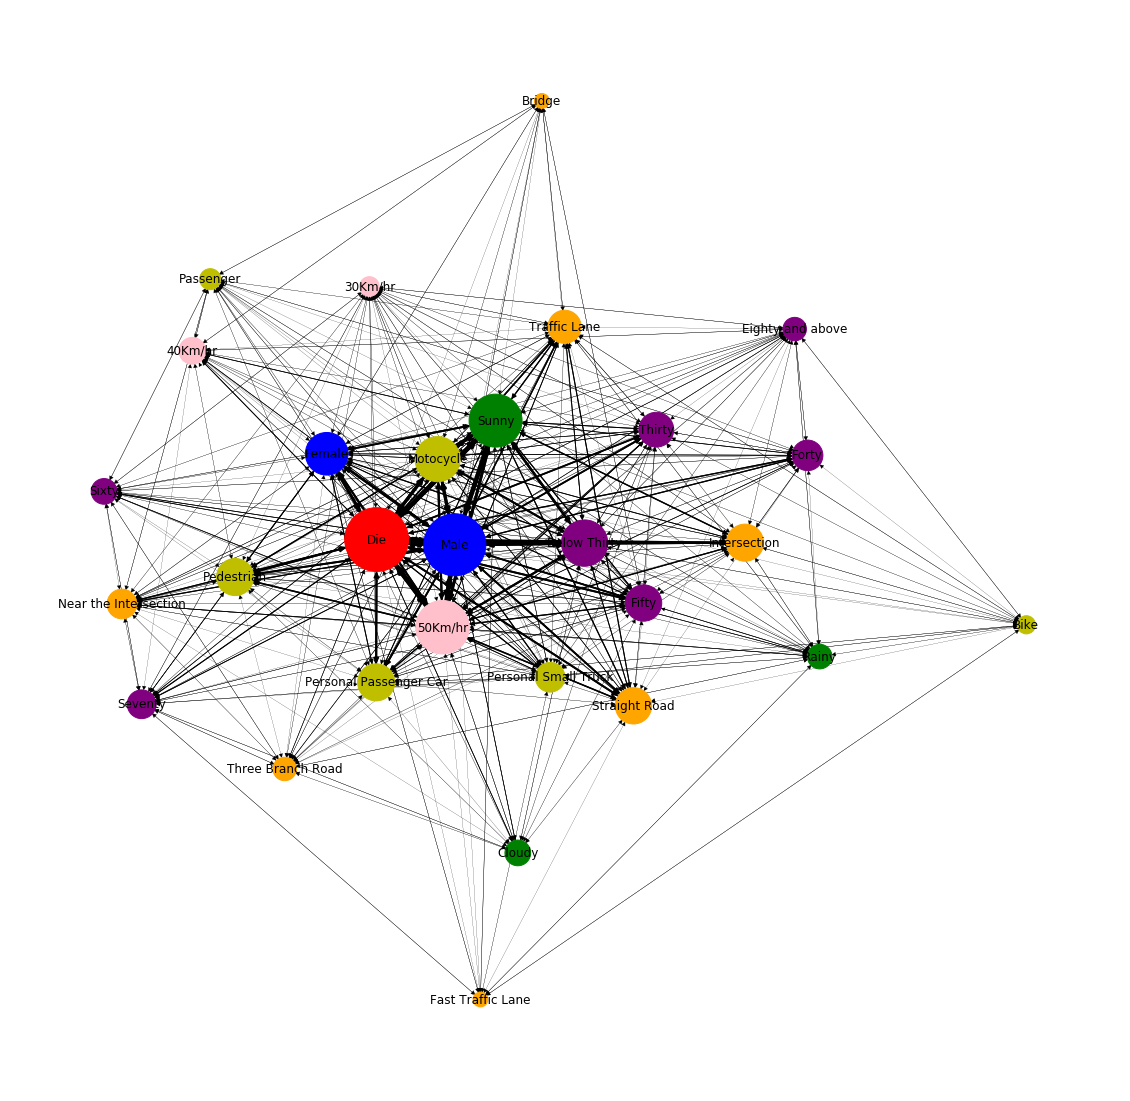 Bridge
Passenger
30Km/hr
Traffic Lane
Eighty and above
40Km/hr
Sunny
Thirty
Female
Motocycle
Forty
Sixty
Die
Male
Below Thirty
Intersection
Pedestrian
Near the Intersection
Fifty
50Km/hr
Bike
Rainy
Personal Passenger Car
Personal Small Truck
Seventy
Straight Road
Three Branch Road
Cloudy
Fast Traffic Lane